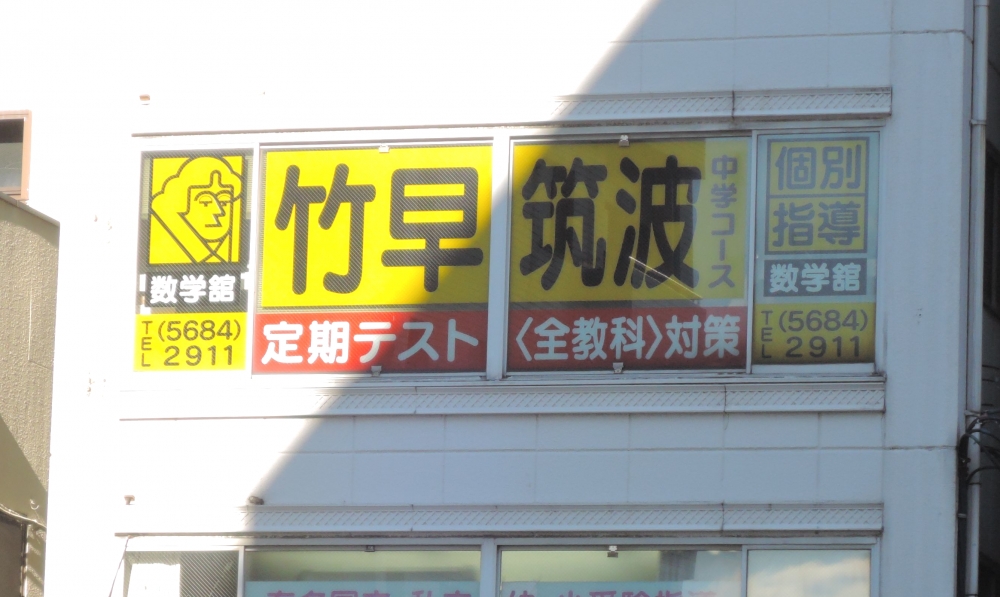 数学舘
TEL (5684) 2911
竹早
筑波
中学コース
定期テスト
〈全教科〉対策
個別
指導
数学舘
TEL (5684) 2911